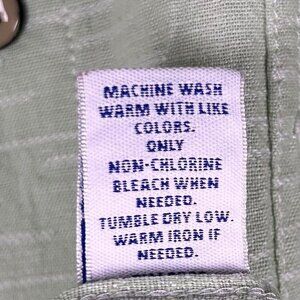 MACHINE WASH
WARM WITH LIKE
COLORS.
ONLY
NON-CHLORINE
BLEACH WHEN
NEEDED.
TUMBLE DRY LOW.
WARM IRON IF
NEEDED.